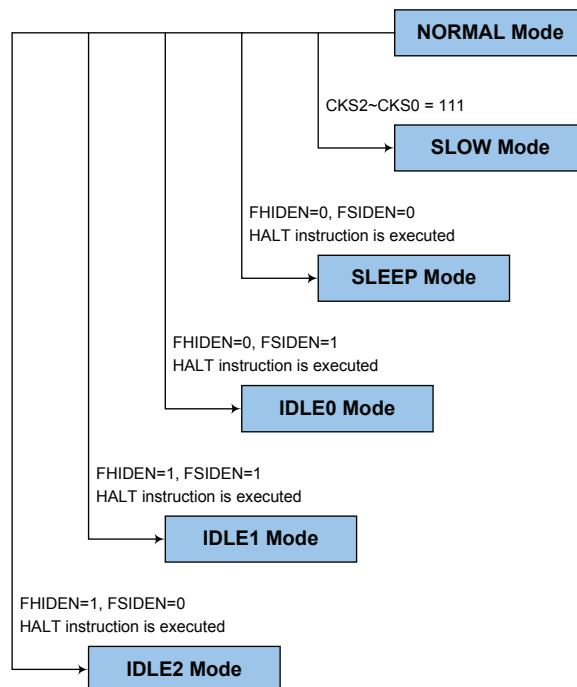 NORMAL Mode
CKS2~CKS0 = 111
SLOW Mode
FHIDEN=0, FSIDEN=0
HALT instruction is executed
SLEEP Mode
FHIDEN=0, FSIDEN=1
HALT instruction is executed
IDLE0 Mode
FHIDEN=1, FSIDEN=1
HALT instruction is executed
IDLE1 Mode
FHIDEN=1, FSIDEN=0
HALT instruction is executed
IDLE2 Mode